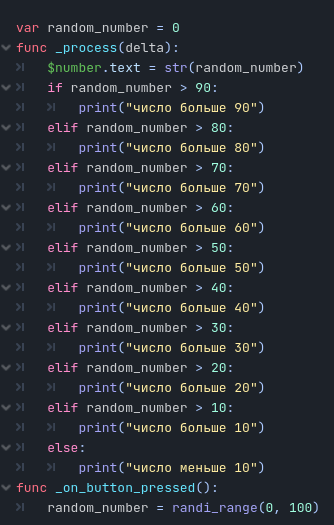 var random_number = 0
func _process(delta):
$number.text = str(random_number)
if random_number > 90:
print("число больше 90")
elif random_number > 80:
print("число больше 80")
elif random_number > 70:
print("число больше 70")
elif random_number > 60:
print("число больше 60")
elif random_number > 50:
print("число больше 50")
elif random_number > 40:
print("число больше 40")
elif random_number > 30:
print("число больше 30")
elif random_number > 20:
print("число больше 20")
elif random_number > 10:
print("число больше 10")
else:
print("число меньше 10")
func _on_button_pressed():
random_number = randi_range(0, 100)